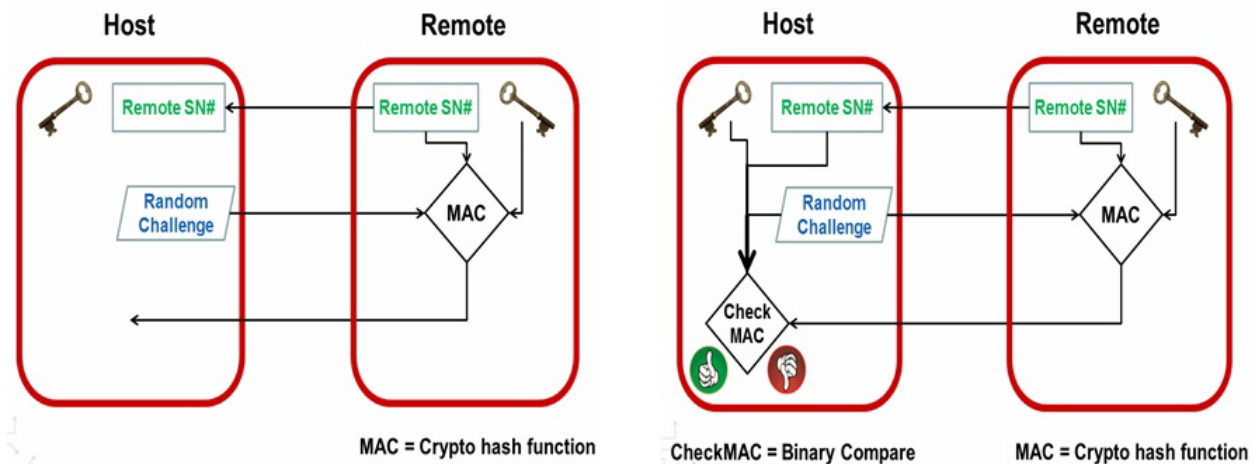 Host
Remote
Remote SN#
Remote SN#
Random
Challenge
MAC
MAC = Crypto hash function
Host
Remote
Remote SN#
Remote SN#
Random
Challenge
MAC
Check
MAC
CheckMAC = Binary Compare
MAC = Crypto hash function